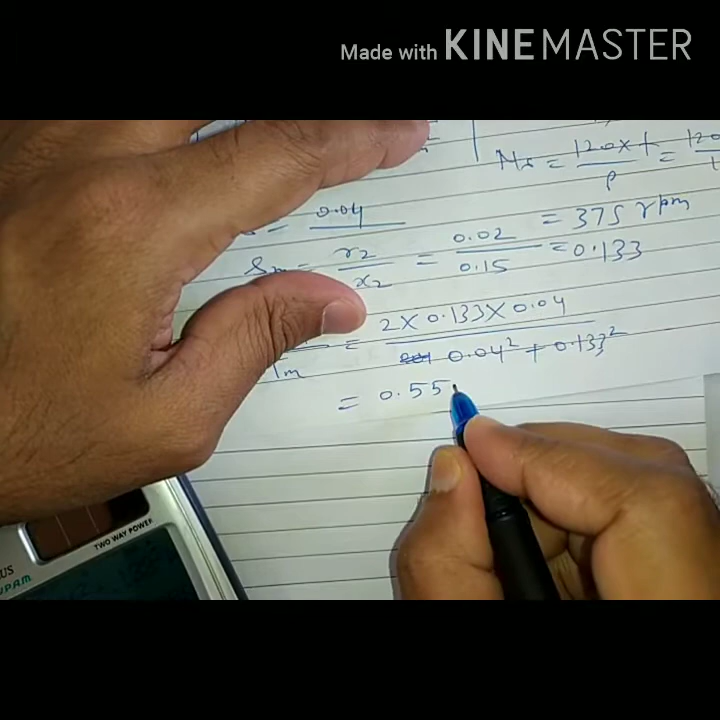 Made with KINEMASTER
Ns = 120×f / P = 120
= 0.04 = 375 rpm
Sm = r2 / x2 = 0.02 / 0.15 = 0.133
Tm = 2 × 0.133 × 0.04 / 0.04² + 0.133²
= 0.55
TWO WAY POWER